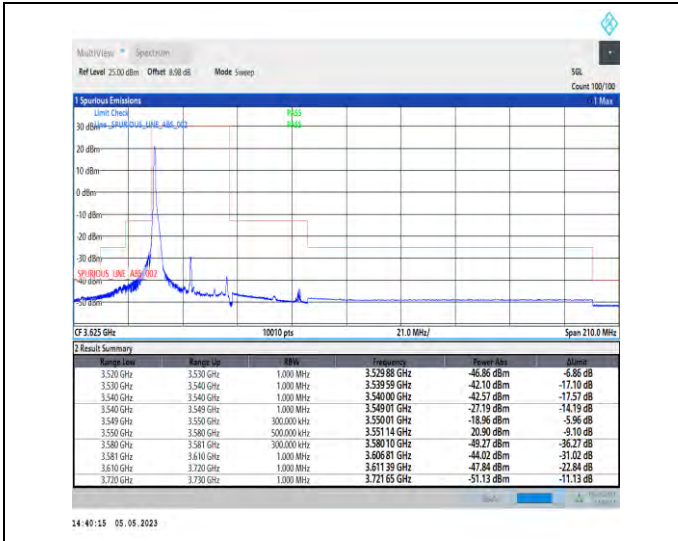 MultiView Spectrum
Ref Level 25.00 dBm Offset 8.98 dB Mode Sweep SGL
Count 100/100
1 Spurious Emissions 1 Max
Limit Check PASS
30 dBm Line _SPURIOUS_LINE_ABS_002 PASS
20 dBm
10 dBm
0 dBm
-10 dBm
-20 dBm
-30 dBm
SPURIOUS_LINE_ABS_002
-40 dBm
-50 dBm
CF 3.625 GHz 10010 pts 21.0 MHz/ Span 210.0 MHz
2 Result Summary
Range Low Range Up RBW Frequency Power Abs ΔLimit
3.520 GHz 3.530 GHz 1.000 MHz 3.529 88 GHz -46.86 dBm -6.86 dB
3.530 GHz 3.540 GHz 1.000 MHz 3.539 59 GHz -42.10 dBm -17.10 dB
3.540 GHz 3.540 GHz 1.000 MHz 3.540 00 GHz -42.57 dBm -17.57 dB
3.540 GHz 3.549 GHz 1.000 MHz 3.549 01 GHz -27.19 dBm -14.19 dB
3.549 GHz 3.550 GHz 300.000 kHz 3.550 01 GHz -18.96 dBm -5.96 dB
3.550 GHz 3.580 GHz 500.000 kHz 3.551 14 GHz 20.90 dBm -9.10 dB
3.580 GHz 3.581 GHz 300.000 kHz 3.580 10 GHz -49.27 dBm -36.27 dB
3.581 GHz 3.610 GHz 1.000 MHz 3.606 81 GHz -44.02 dBm -31.02 dB
3.610 GHz 3.720 GHz 1.000 MHz 3.611 39 GHz -47.84 dBm -22.84 dB
3.720 GHz 3.730 GHz 1.000 MHz 3.721 65 GHz -51.13 dBm -11.13 dB
14:40:15 05.05.2023